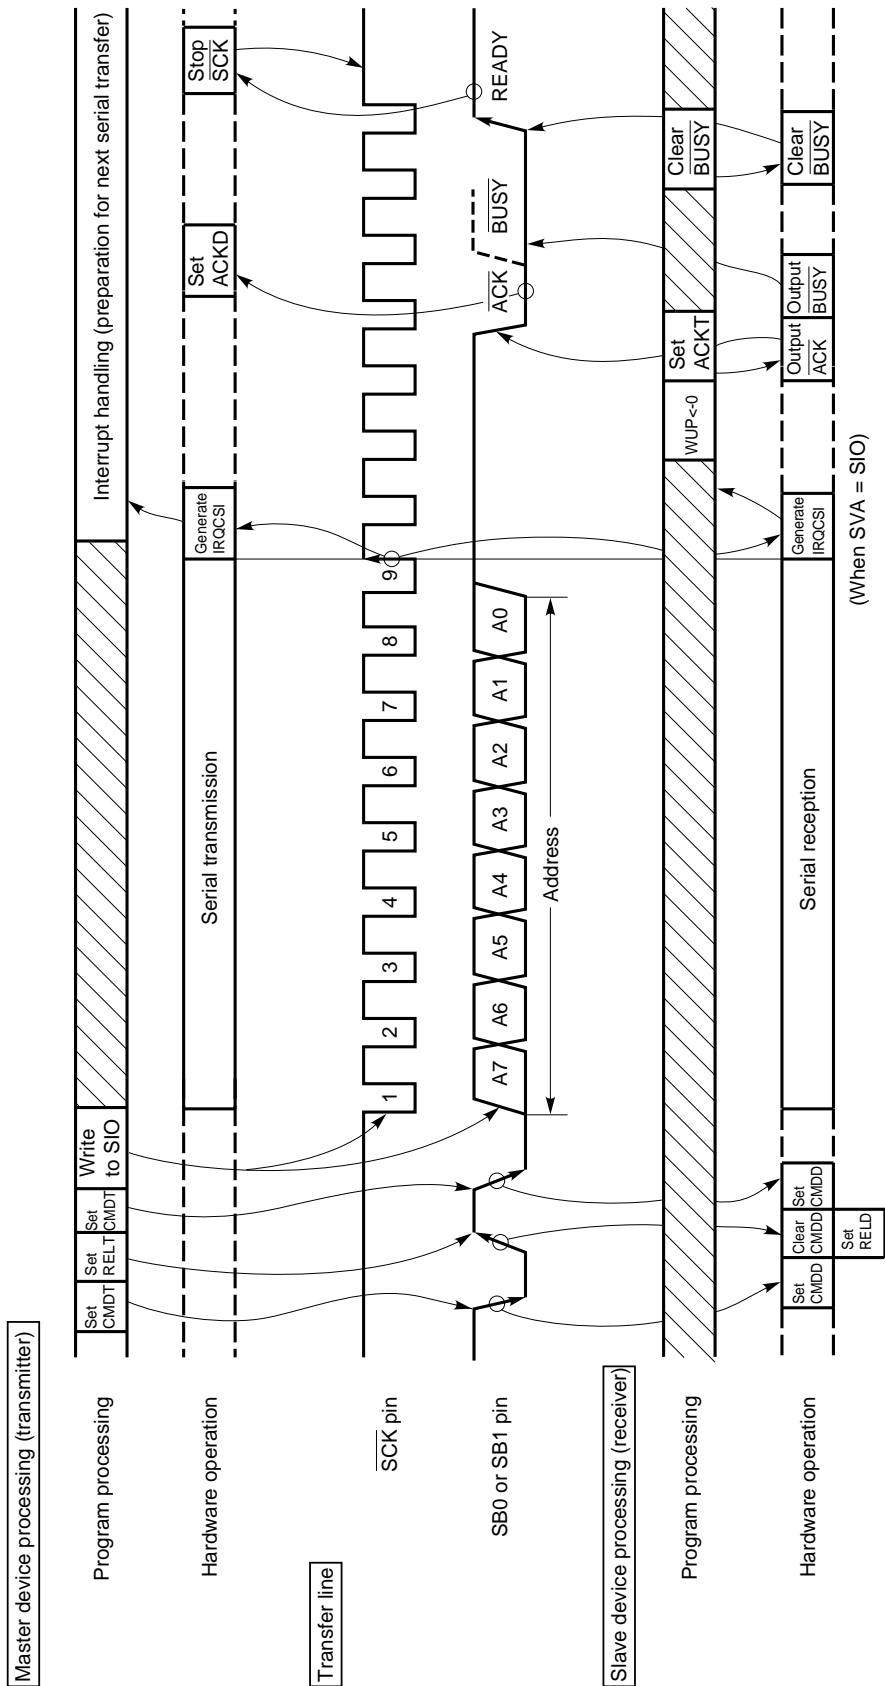 Master device processing (transmitter)
Program processing
Set
CMDT
Set
RELT
Set
CMDT
Write
to SIO
Interrupt handling (preparation for next serial transfer)
Hardware operation
Serial transmission
Generate
IRQCSI
Set
ACKD
Stop
SCK
Transfer line
SCK pin
1
2
3
4
5
6
7
8
9
SB0 or SB1 pin
A7
A6
A5
A4
A3
A2
A1
A0
ACK
BUSY
READY
Address
Slave device processing (receiver)
Program processing
WUP<-0
Set
ACKT
Clear
BUSY
Hardware operation
Set
CMDD
Clear
CMDD
Set
RELD
Set
CMDD
Serial reception
Generate
IRQCSI
Output
ACK
Output
BUSY
Clear
BUSY
(When SVA = SIO)